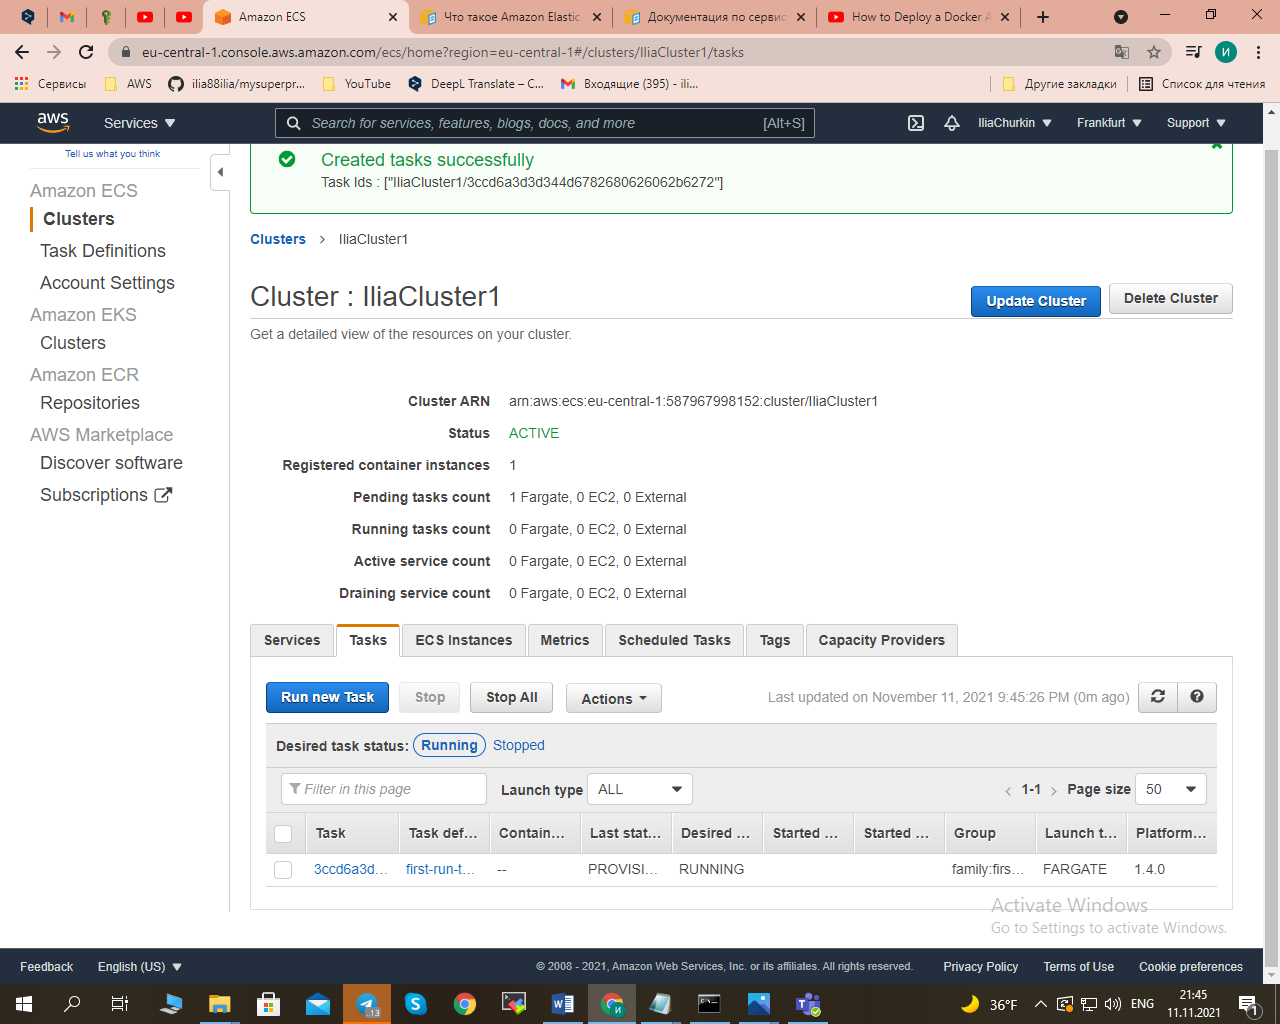 Amazon ECS
Что такое Amazon Elastic
Документация по сервис
How to Deploy a Docker A
eu-central-1.console.aws.amazon.com/ecs/home?region=eu-central-1#/clusters/IliaCluster1/tasks
И
Сервисы
AWS
ilia88ilia/mysuperpr...
YouTube
DeepL Translate – C...
Входящие (395) - ili...
Другие закладки
Список для чтения
aws
Services
Search for services, features, blogs, docs, and more
[Alt+S]
IliaChurkin
Frankfurt
Support
Tell us what you think
Amazon ECS
Clusters
Task Definitions
Account Settings
Amazon EKS
Clusters
Amazon ECR
Repositories
AWS Marketplace
Discover software
Subscriptions
Created tasks successfully
Task Ids : ["IliaCluster1/3ccd6a3d3d344d6782680626062b6272"]
Clusters > IliaCluster1
Cluster : IliaCluster1
Update Cluster
Delete Cluster
Get a detailed view of the resources on your cluster.
Cluster ARN arn:aws:ecs:eu-central-1:587967998152:cluster/IliaCluster1
Status ACTIVE
Registered container instances 1
Pending tasks count 1 Fargate, 0 EC2, 0 External
Running tasks count 0 Fargate, 0 EC2, 0 External
Active service count 0 Fargate, 0 EC2, 0 External
Draining service count 0 Fargate, 0 EC2, 0 External
Services Tasks ECS Instances Metrics Scheduled Tasks Tags Capacity Providers
Run new Task Stop Stop All Actions
Last updated on November 11, 2021 9:45:26 PM (0m ago)
Desired task status: Running Stopped
Filter in this page Launch type ALL
< 1-1 > Page size 50
Task Task def... Contain... Last stat... Desired ... Started ... Started ... Group Launch t... Platform...
3ccd6a3d... first-run-t... -- PROVISI... RUNNING family:firs... FARGATE 1.4.0
Activate Windows
Go to Settings to activate Windows.
Feedback
English (US)
© 2008 - 2021, Amazon Web Services, Inc. or its affiliates. All rights reserved.
Privacy Policy
Terms of Use
Cookie preferences
..13
36°F
ENG
21:45
11.11.2021
1